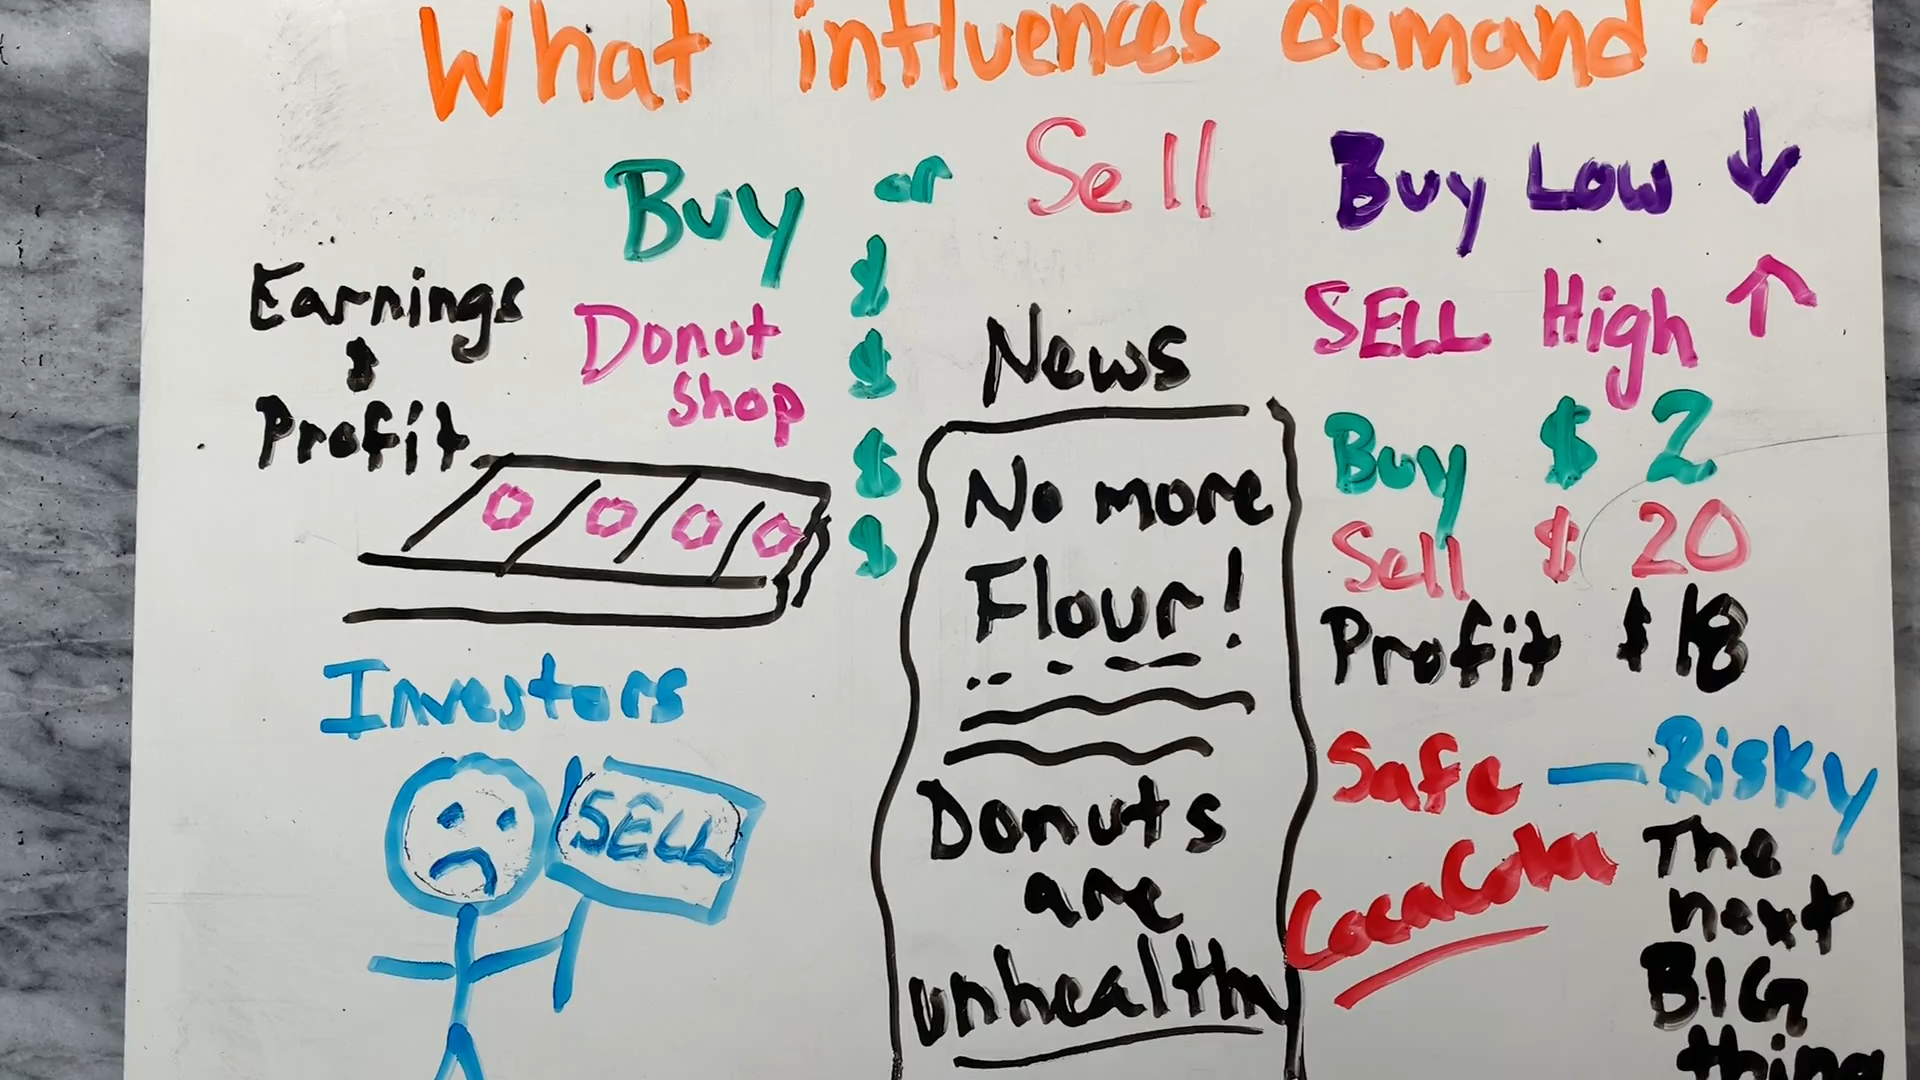 What influences demand?
Buy or Sell
$
$
$
$
Earnings
&
Profit
Donut
Shop
Investors
SELL
News
No more
Flour!
Donuts
are
unhealthy
Buy Low ↓
SELL High ↑
Buy $ 2
Sell $ 20
Profit $ 18
Safe — Risky
CocaCola
The
next
BIG
thing